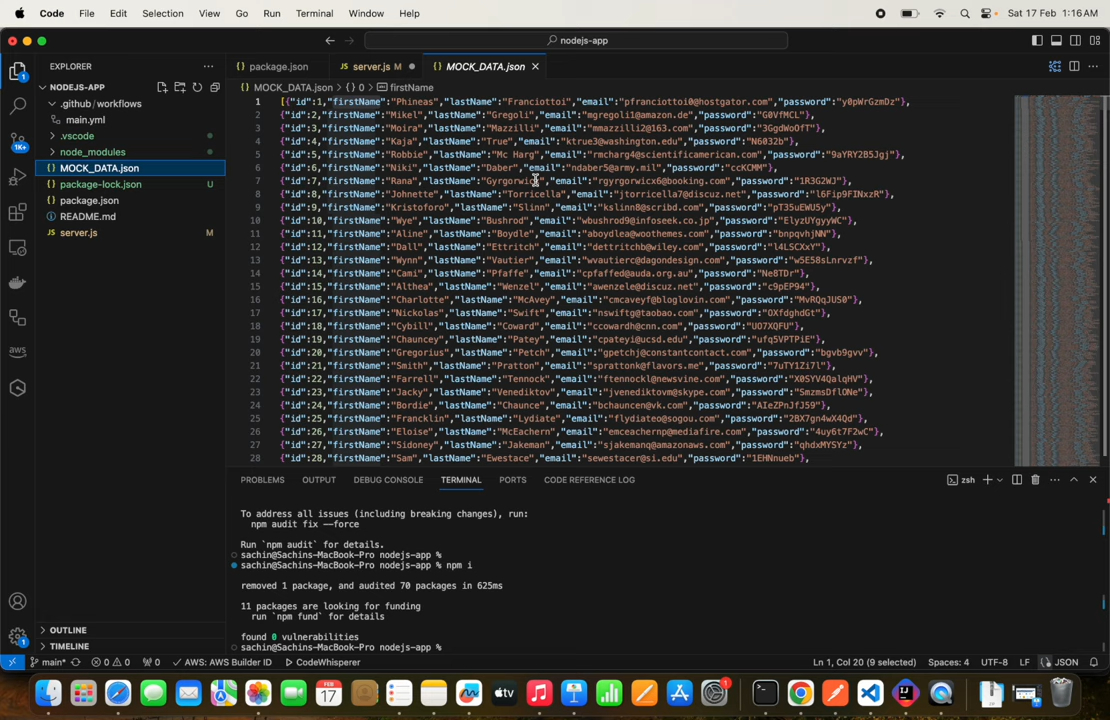 Code File Edit Selection View Go Run Terminal Window Help Sat 17 Feb 1:16 AM
nodejs-app
EXPLORER
package.json
server.js M
MOCK_DATA.json
NODEJS-APP
MOCK_DATA.json > {} 0 > firstName
.github/workflows
main.yml
.vscode
node_modules
MOCK_DATA.json
package-lock.json U
package.json
README.md
server.js M
1K+
aws
1 [{"id":1,"firstName":"Phineas","lastName":"Franciottoi","email":"pfranciottoi0@hostgator.com","password":"y0pWrGzmDz"},
2 {"id":2,"firstName":"Mikel","lastName":"Gregoli","email":"mgregoli1@amazon.de","password":"G0VfMCL"},
3 {"id":3,"firstName":"Moira","lastName":"Mazzilli","email":"mmazzilli2@163.com","password":"3GgdWoOfT"},
4 {"id":4,"firstName":"Kaja","lastName":"True","email":"ktrue3@washington.edu","password":"N6032b"},
5 {"id":5,"firstName":"Robbie","lastName":"Mc Harg","email":"rmcharg4@scientificamerican.com","password":"9aYRY2B5Jgj"},
6 {"id":6,"firstName":"Niki","lastName":"Daber","email":"ndaber5@army.mil","password":"ccKCMM"},
7 {"id":7,"firstName":"Rana","lastName":"email":"rgyrgorwicx6@booking.com","password":"1R3G2WJ"},
8 {"id":8,"firstName":"Johnette","lastName":"Torricella","email":"jtorricella7@discuz.net","password":"l6Fip9FINxzR"},
9 {"id":9,"firstName":"Kristoforo","lastName":"Slinn","email":"kslinn8@scribd.com","password":"pT35uEWU5y"},
10 {"id":10,"firstName":"Wye","lastName":"Bushrod","email":"wbushrod9@infoseek.co.jp","password":"ElyzUYgyyWC"},
11 {"id":11,"firstName":"Aline","lastName":"Boydle","email":"aboydlea@woothemes.com","password":"bnpqvhjNN"},
12 {"id":12,"firstName":"Dall","lastName":"Ettritch","email":"dettritchb@wiley.com","password":"l4LSCXxY"},
13 {"id":13,"firstName":"Wynn","lastName":"Vautier","email":"wvautierc@dagondesign.com","password":"w5E58sLnrvzf"},
14 {"id":14,"firstName":"Cami","lastName":"Pfaffe","email":"cpfaffed@auda.org.au","password":"Ne8TDr"},
15 {"id":15,"firstName":"Althea","lastName":"Wenzel","email":"awenzele@discuz.net","password":"c9pEP94"},
16 {"id":16,"firstName":"Charlotte","lastName":"McAvey","email":"cmcaveyf@bloglovin.com","password":"MvRQqJUS0"},
17 {"id":17,"firstName":"Nickolas","lastName":"Swift","email":"nswiftg@taobao.com","password":"OXfdghdGt"},
18 {"id":18,"firstName":"Cybill","lastName":"Coward","email":"ccowardh@cnn.com","password":"UO7XQFU"},
19 {"id":19,"firstName":"Chauncey","lastName":"Patey","email":"cpateyi@ucsd.edu","password":"ufq5VPTPiE"},
20 {"id":20,"firstName":"Gregorius","lastName":"Petch","email":"gpetchj@constantcontact.com","password":"bgvb9gvv"},
21 {"id":21,"firstName":"Smith","lastName":"Pratton","email":"sprattonk@flavors.me","password":"7uTY1Zi7l"},
22 {"id":22,"firstName":"Farrell","lastName":"Tennock","email":"ftennockl@newsvine.com","password":"X0SYV4QalqHV"},
23 {"id":23,"firstName":"Jacky","lastName":"Venediktov","email":"jvenediktovm@skype.com","password":"SmzmsDflONe"},
24 {"id":24,"firstName":"Bordie","lastName":"Chaunce","email":"bchauncen@vk.com","password":"AIeZPnJfJ59"},
25 {"id":25,"firstName":"Francklin","lastName":"Lydiate","email":"flydiateo@sogou.com","password":"2BX7gn4wX4Qd"},
26 {"id":26,"firstName":"Eloise","lastName":"McEachern","email":"emceachernp@mediafire.com","password":"4uy6t7F2wC"},
27 {"id":27,"firstName":"Sidoney","lastName":"Jakeman","email":"sjakemanq@amazonaws.com","password":"qhdxMYSYz"},
28 {"id":28,"firstName":"Sam","lastName":"Ewestace","email":"sewestacer@si.edu","password":"1EHNnueb"},
PROBLEMS OUTPUT DEBUG CONSOLE TERMINAL PORTS CODE REFERENCE LOG zsh
To address all issues (including breaking changes), run:
npm audit fix --force
Run `npm audit` for details.
sachin@Sachins-MacBook-Pro nodejs-app %
sachin@Sachins-MacBook-Pro nodejs-app % npm i
removed 1 package, and audited 70 packages in 625ms
11 packages are looking for funding
run `npm fund` for details
found 0 vulnerabilities
sachin@Sachins-MacBook-Pro nodejs-app %
OUTLINE
TIMELINE
main* 0 0 0 AWS: AWS Builder ID CodeWhisperer Ln 1, Col 20 (9 selected) Spaces: 4 UTF-8 LF JSON
FEB
17
tv